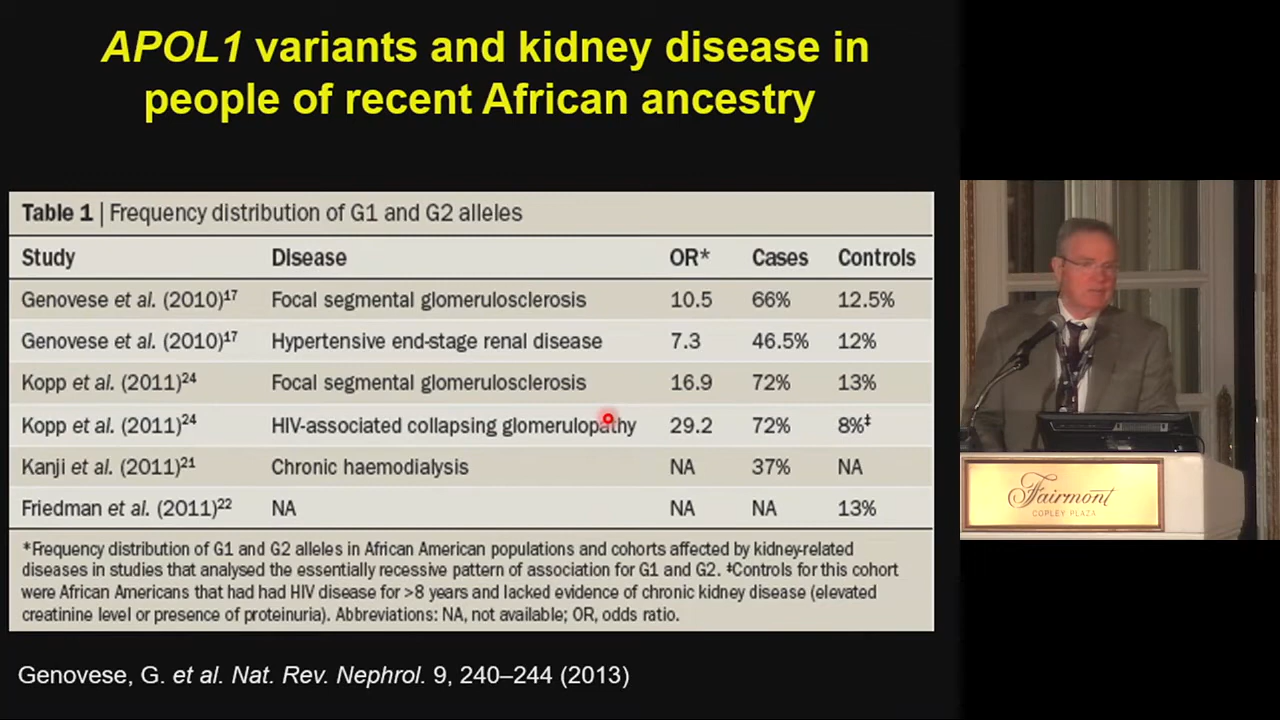 APOL1 variants and kidney disease in
people of recent African ancestry
Table 1 | Frequency distribution of G1 and G2 alleles
Study Disease OR* Cases Controls
Genovese et al. (2010)¹⁷ Focal segmental glomerulosclerosis 10.5 66% 12.5%
Genovese et al. (2010)¹⁷ Hypertensive end-stage renal disease 7.3 46.5% 12%
Kopp et al. (2011)²⁴ Focal segmental glomerulosclerosis 16.9 72% 13%
Kopp et al. (2011)²⁴ HIV-associated collapsing glomerulopathy 29.2 72% 8%‡
Kanji et al. (2011)²¹ Chronic haemodialysis NA 37% NA
Friedman et al. (2011)²² NA NA NA 13%
*Frequency distribution of G1 and G2 alleles in African American populations and cohorts affected by kidney-related
diseases in studies that analysed the essentially recessive pattern of association for G1 and G2. ‡Controls for this cohort
were African Americans that had had HIV disease for >8 years and lacked evidence of chronic kidney disease (elevated
creatinine level or presence of proteinuria). Abbreviations: NA, not available; OR, odds ratio.
Genovese, G. et al. Nat. Rev. Nephrol. 9, 240–244 (2013)
Fairmont
COPLEY PLAZA